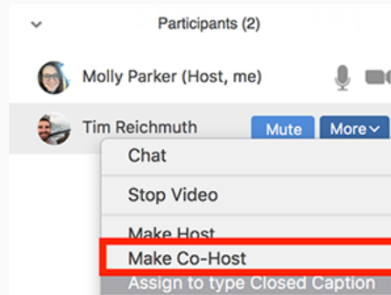 Participants (2)
Molly Parker (Host, me)
Tim Reichmuth Mute More
Chat
Stop Video
Make Host
Make Co-Host
Assign to type Closed Caption